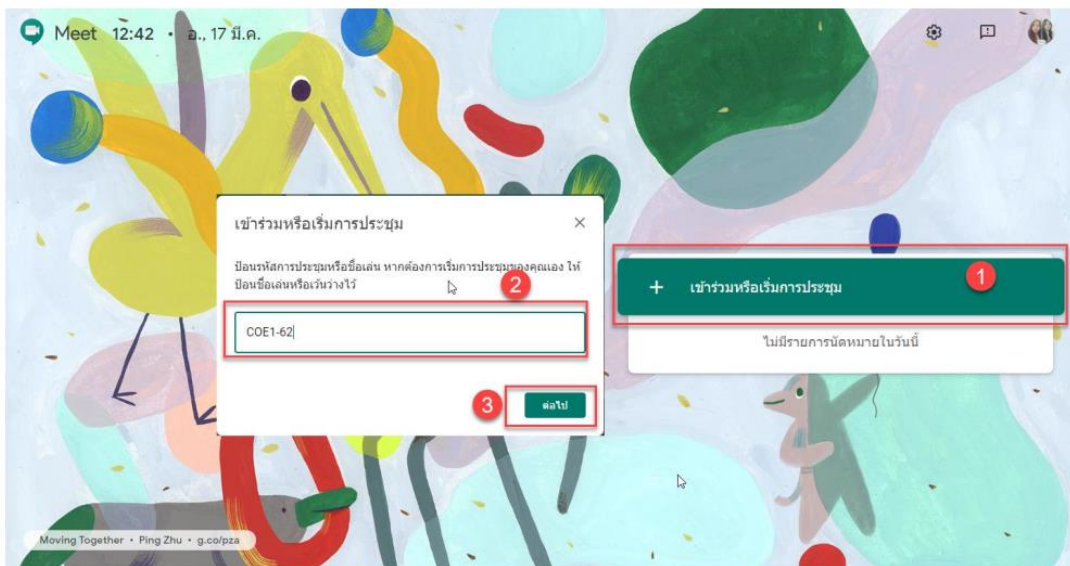 Meet 12:42 • อ., 17 มี.ค.
เข้าร่วมหรือเริ่มการประชุม
ป้อนรหัสการประชุมหรือชื่อเล่น หากต้องการเริ่มการประชุมของคุณเอง ให้
ป้อนชื่อเล่นหรือเว้นว่างไว้
2
COE1-62
3
ต่อไป
1
+ เข้าร่วมหรือเริ่มการประชุม
ไม่มีรายการนัดหมายในวันนี้
Moving Together • Ping Zhu • g.co/pza